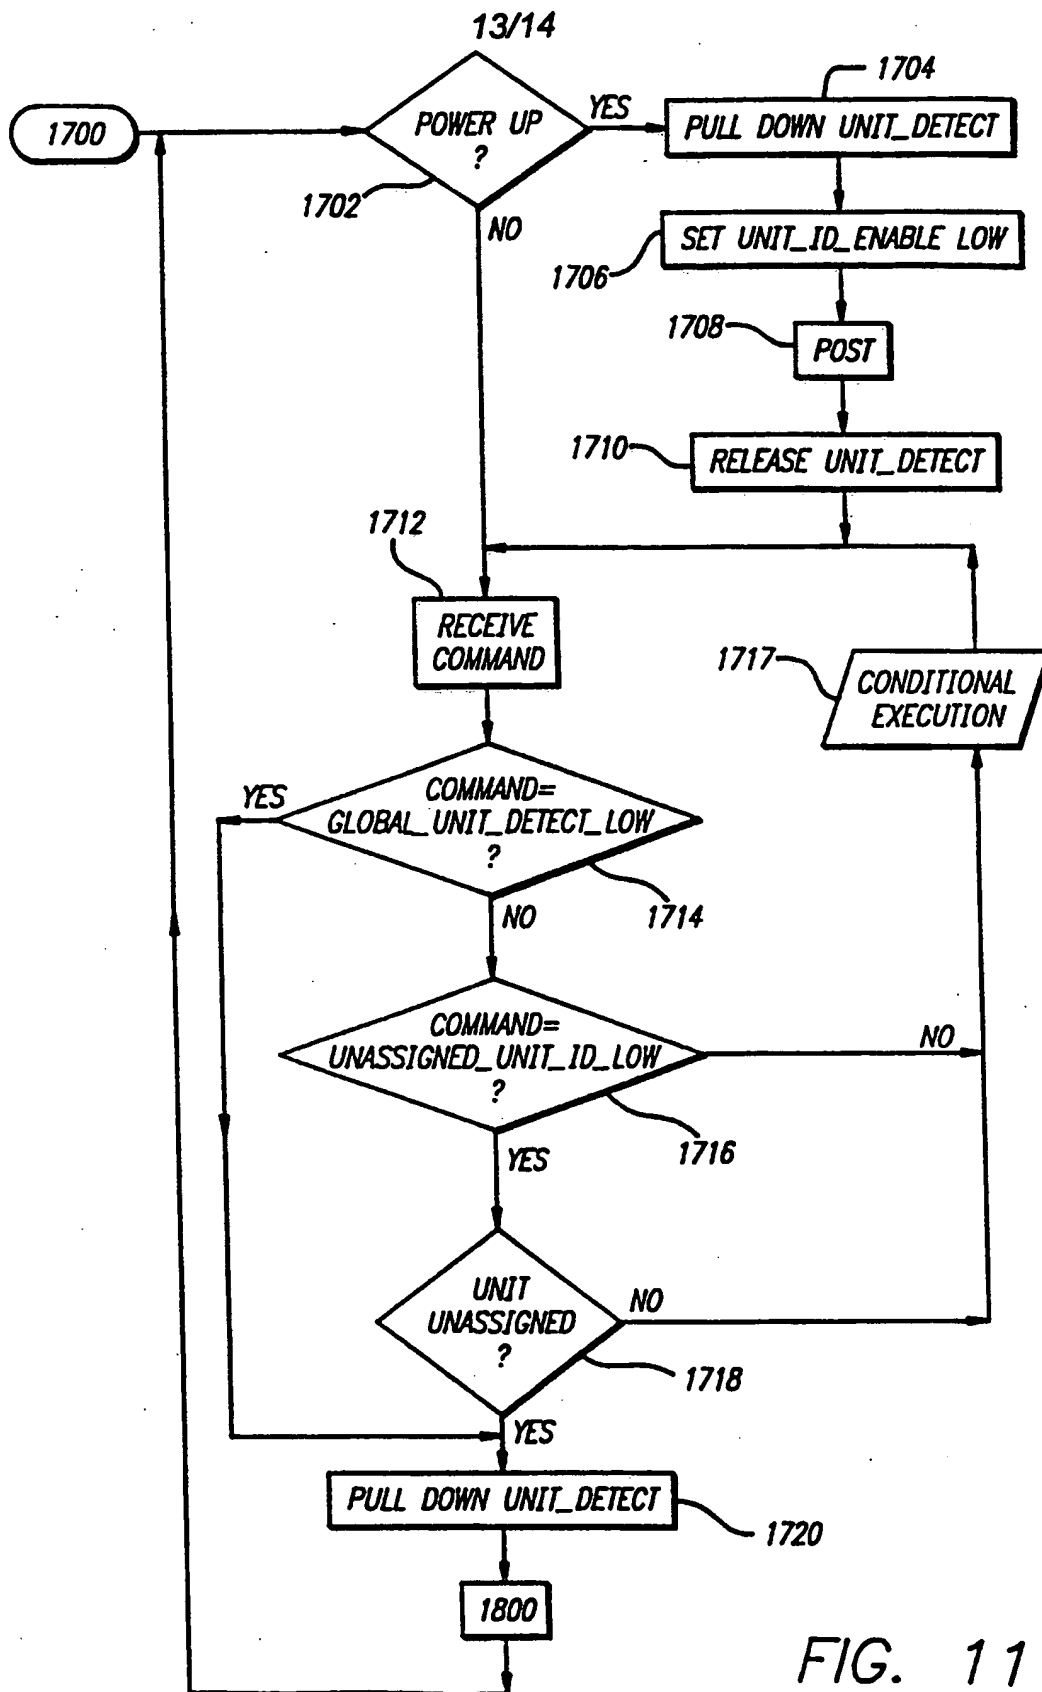 13/14
1700
POWER UP
?
1702
YES
NO
1704
PULL DOWN UNIT_DETECT
SET UNIT_ID_ENABLE LOW
1706
1708
POST
1710
RELEASE UNIT_DETECT
1712
RECEIVE
COMMAND
1717
CONDITIONAL
EXECUTION
YES
COMMAND=
GLOBAL_UNIT_DETECT_LOW
?
1714
NO
COMMAND=
UNASSIGNED_UNIT_ID_LOW
?
NO
1716
YES
UNIT
UNASSIGNED
?
NO
1718
YES
PULL DOWN UNIT_DETECT
1720
1800
FIG. 11